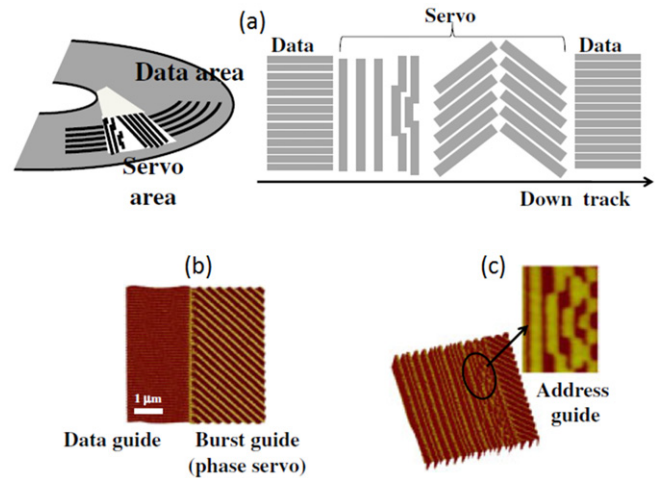 (a)
Data area
Servo
area
Servo
Data
Data
Down track
(b)
1 µm
Data guide
Burst guide
(phase servo)
(c)
Address
guide